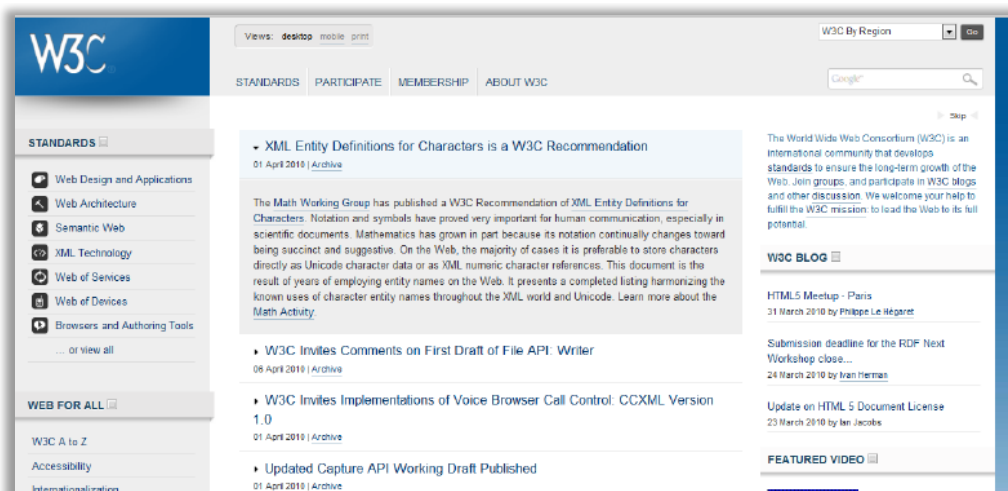 W3C
Views: desktop mobile print
W3C By Region
Go
STANDARDS PARTICIPATE MEMBERSHIP ABOUT W3C
Google™
Skip
STANDARDS
Web Design and Applications
Web Architecture
Semantic Web
XML Technology
Web of Services
Web of Devices
Browsers and Authoring Tools
... or view all
WEB FOR ALL
W3C A to Z
Accessibility
Internationalization
XML Entity Definitions for Characters is a W3C Recommendation
01 April 2010 | Archive
The Math Working Group has published a W3C Recommendation of XML Entity Definitions for
Characters. Notation and symbols have proved very important for human communication, especially in
scientific documents. Mathematics has grown in part because its notation continually changes toward
being succinct and suggestive. On the Web, the majority of cases it is preferable to store characters
directly as Unicode character data or as XML numeric character references. This document is the
result of years of employing entity names on the Web. It presents a completed listing harmonizing the
known uses of character entity names throughout the XML world and Unicode. Learn more about the
Math Activity.
W3C Invites Comments on First Draft of File API: Writer
06 April 2010 | Archive
W3C Invites Implementations of Voice Browser Call Control: CCXML Version
1.0
01 April 2010 | Archive
Updated Capture API Working Draft Published
01 April 2010 | Archive
The World Wide Web Consortium (W3C) is an
international community that develops
standards to ensure the long-term growth of the
Web. Join groups, and participate in W3C blogs
and other discussion. We welcome your help to
fulfill the W3C mission: to lead the Web to its full
potential.
W3C BLOG
HTML5 Meetup - Paris
31 March 2010 by Philippe Le Hégaret
Submission deadline for the RDF Next
Workshop close...
24 March 2010 by Ivan Herman
Update on HTML 5 Document License
23 March 2010 by Ian Jacobs
FEATURED VIDEO